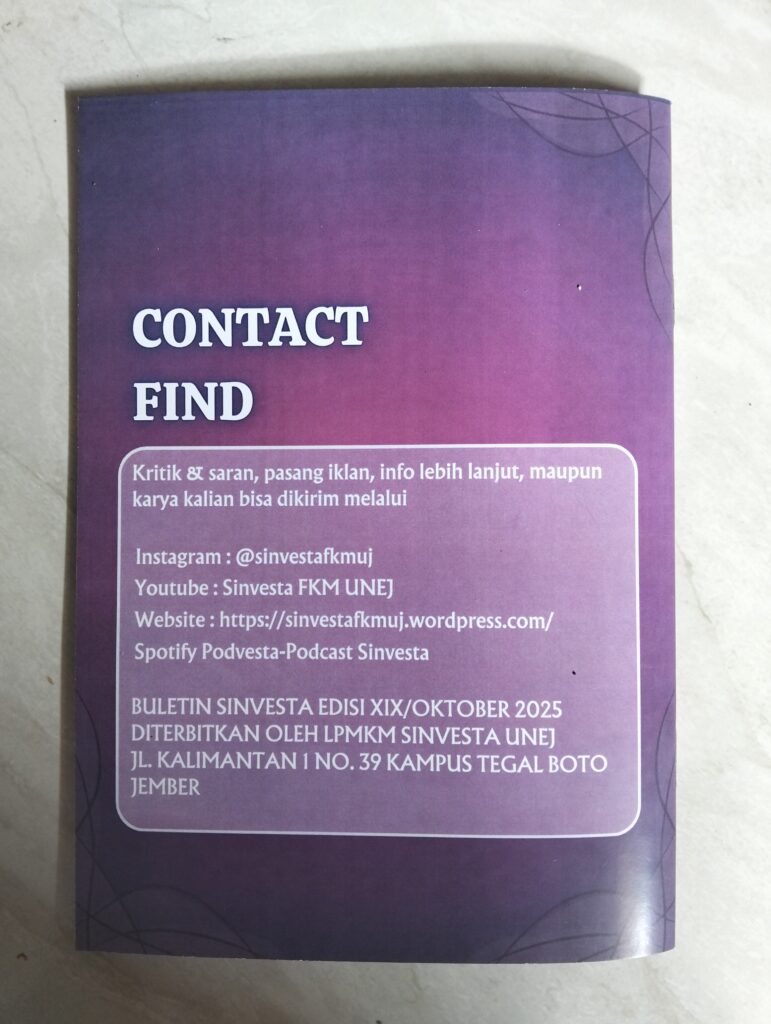 CONTACT
FIND
Kritik & saran, pasang iklan, info lebih lanjut, maupun
karya kalian bisa dikirim melalui
Instagram : @sinvestafkmuj
Youtube : Sinvesta FKM UNEJ
Website : https://sinvestafkmuj.wordpress.com/
Spotify Podvesta-Podcast Sinvesta
BULETIN SINVESTA EDISI XIX/OKTOBER 2025
DITERBITKAN OLEH LPMKM SINVESTA UNEJ
JL. KALIMANTAN 1 NO. 39 KAMPUS TEGAL BOTO
JEMBER